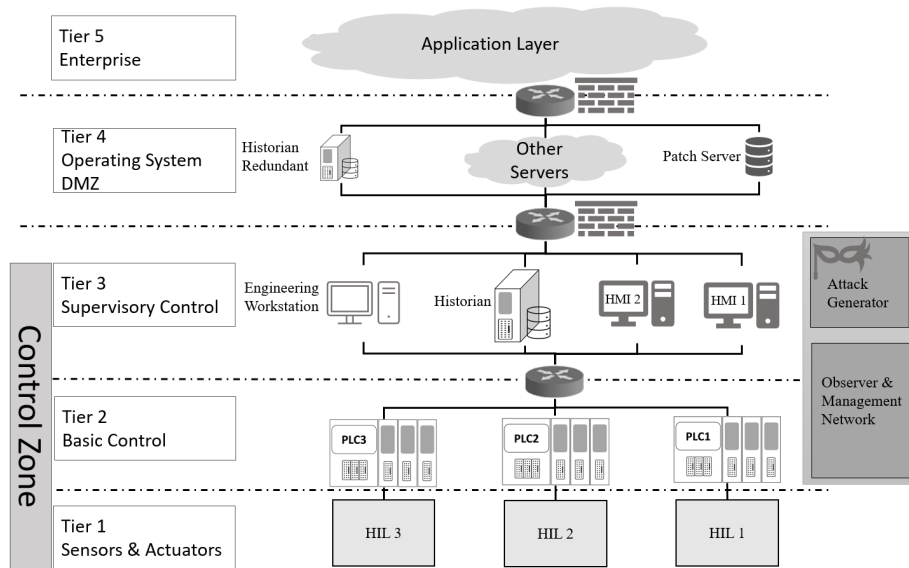 Tier 5
Enterprise
Application Layer
Tier 4
Operating System
DMZ
Historian
Redundant
Other
Servers
Patch Server
Control Zone
Tier 3
Supervisory Control
Engineering
Workstation
Historian
HMI 2
HMI 1
Attack
Generator
Observer &
Management
Network
Tier 2
Basic Control
PLC3
PLC2
PLC1
Tier 1
Sensors & Actuators
HIL 3
HIL 2
HIL 1